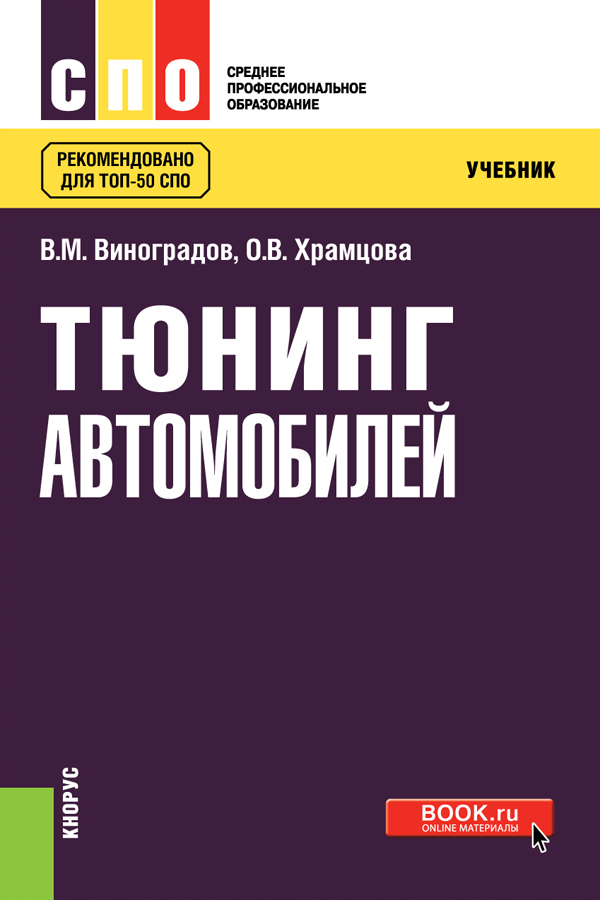 СПО
СРЕДНЕЕ
ПРОФЕССИОНАЛЬНОЕ
ОБРАЗОВАНИЕ
РЕКОМЕНДОВАНО
ДЛЯ ТОП-50 СПО
УЧЕБНИК
В.М. Виноградов, О.В. Храмцова
ТЮНИНГ
АВТОМОБИЛЕЙ
КНОРУС
BOOK.ru
ONLINE МАТЕРИАЛЫ